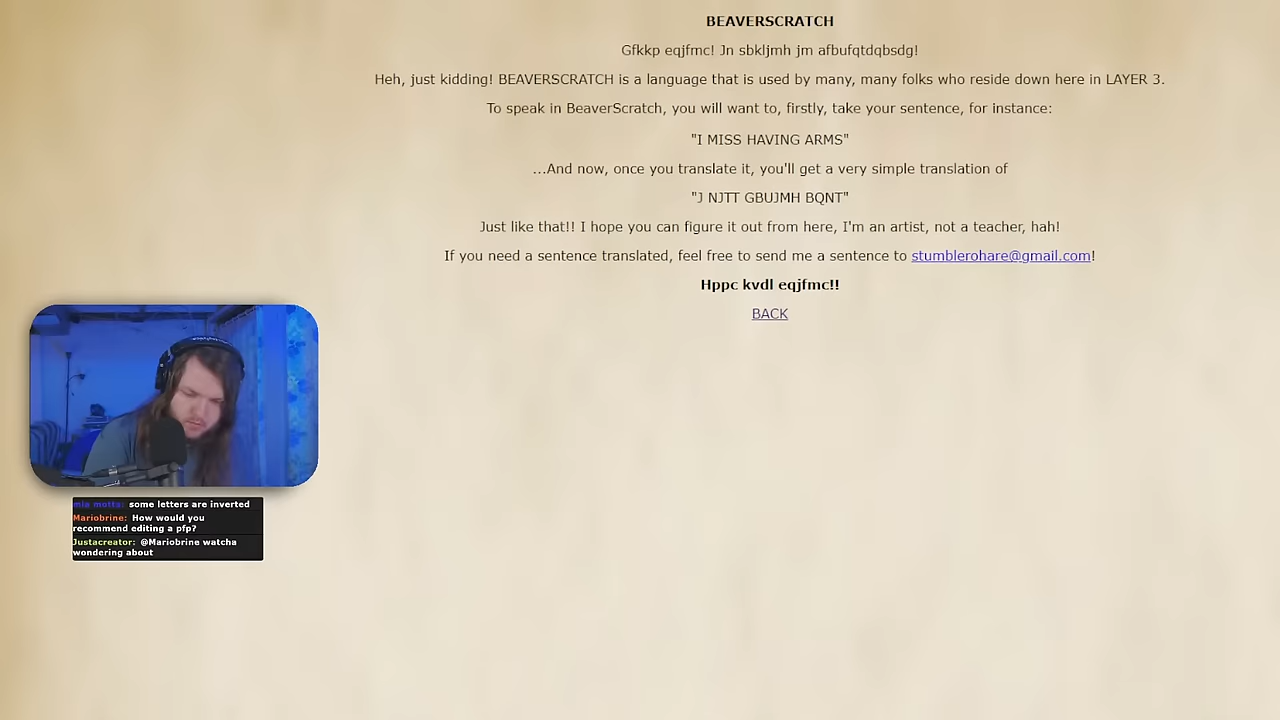 BEAVERSCRATCH
Gfkkp eqjfmc! Jn sbkljmh jm afbufqtdqbsdg!
Heh, just kidding! BEAVERSCRATCH is a language that is used by many, many folks who reside down here in LAYER 3.
To speak in BeaverScratch, you will want to, firstly, take your sentence, for instance:
"I MISS HAVING ARMS"
...And now, once you translate it, you'll get a very simple translation of
"J NJTT GBUJMH BQNT"
Just like that!! I hope you can figure it out from here, I'm an artist, not a teacher, hah!
If you need a sentence translated, feel free to send me a sentence to stumblerohare@gmail.com!
Hppc kvdl eqjfmc!!
BACK
mia motta: some letters are inverted
Mariobrine: How would you
recommend editing a pfp?
Justacreator: @Mariobrine watcha
wondering about